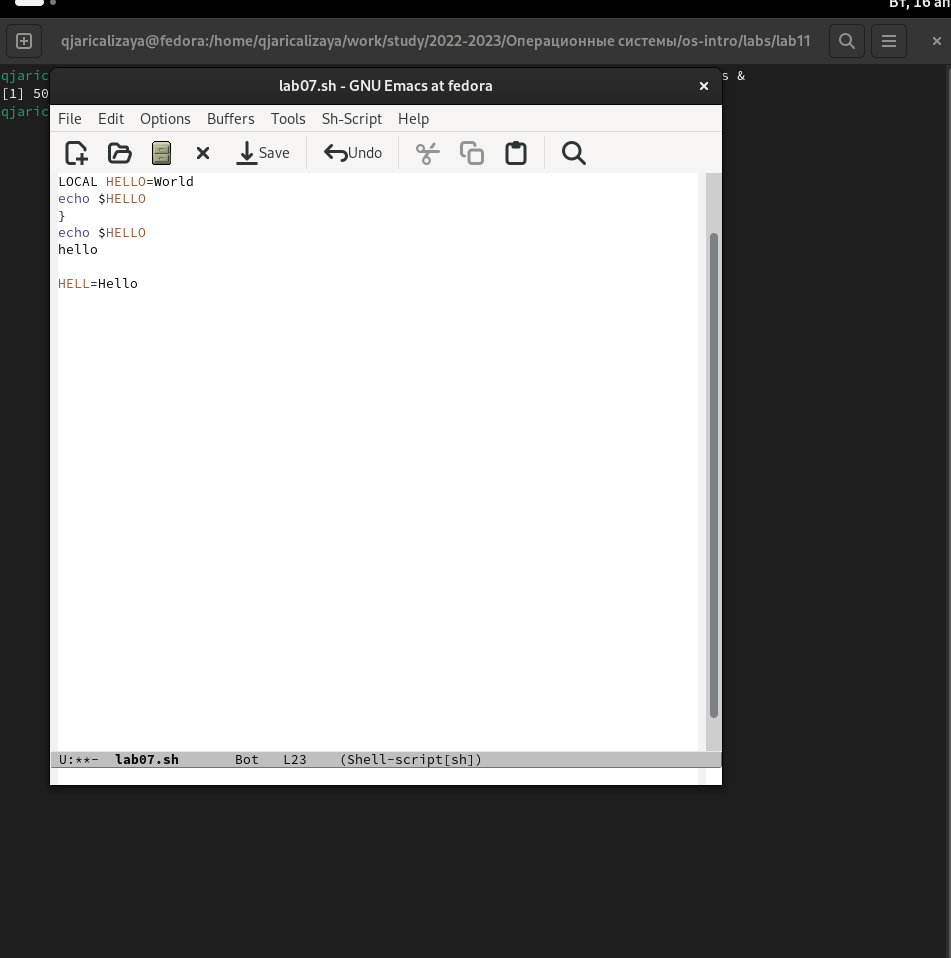 Вт, 16 ап
qjaricalizaya@fedora:/home/qjaricalizaya/work/study/2022-2023/Операционные системы/os-intro/labs/lab11
qjaric s &
[1] 50
qjaric
lab07.sh - GNU Emacs at fedora
File Edit Options Buffers Tools Sh-Script Help
Save Undo
LOCAL HELLO=World
echo $HELLO
}
echo $HELLO
hello
HELL=Hello
U:**- lab07.sh Bot L23 (Shell-script[sh])